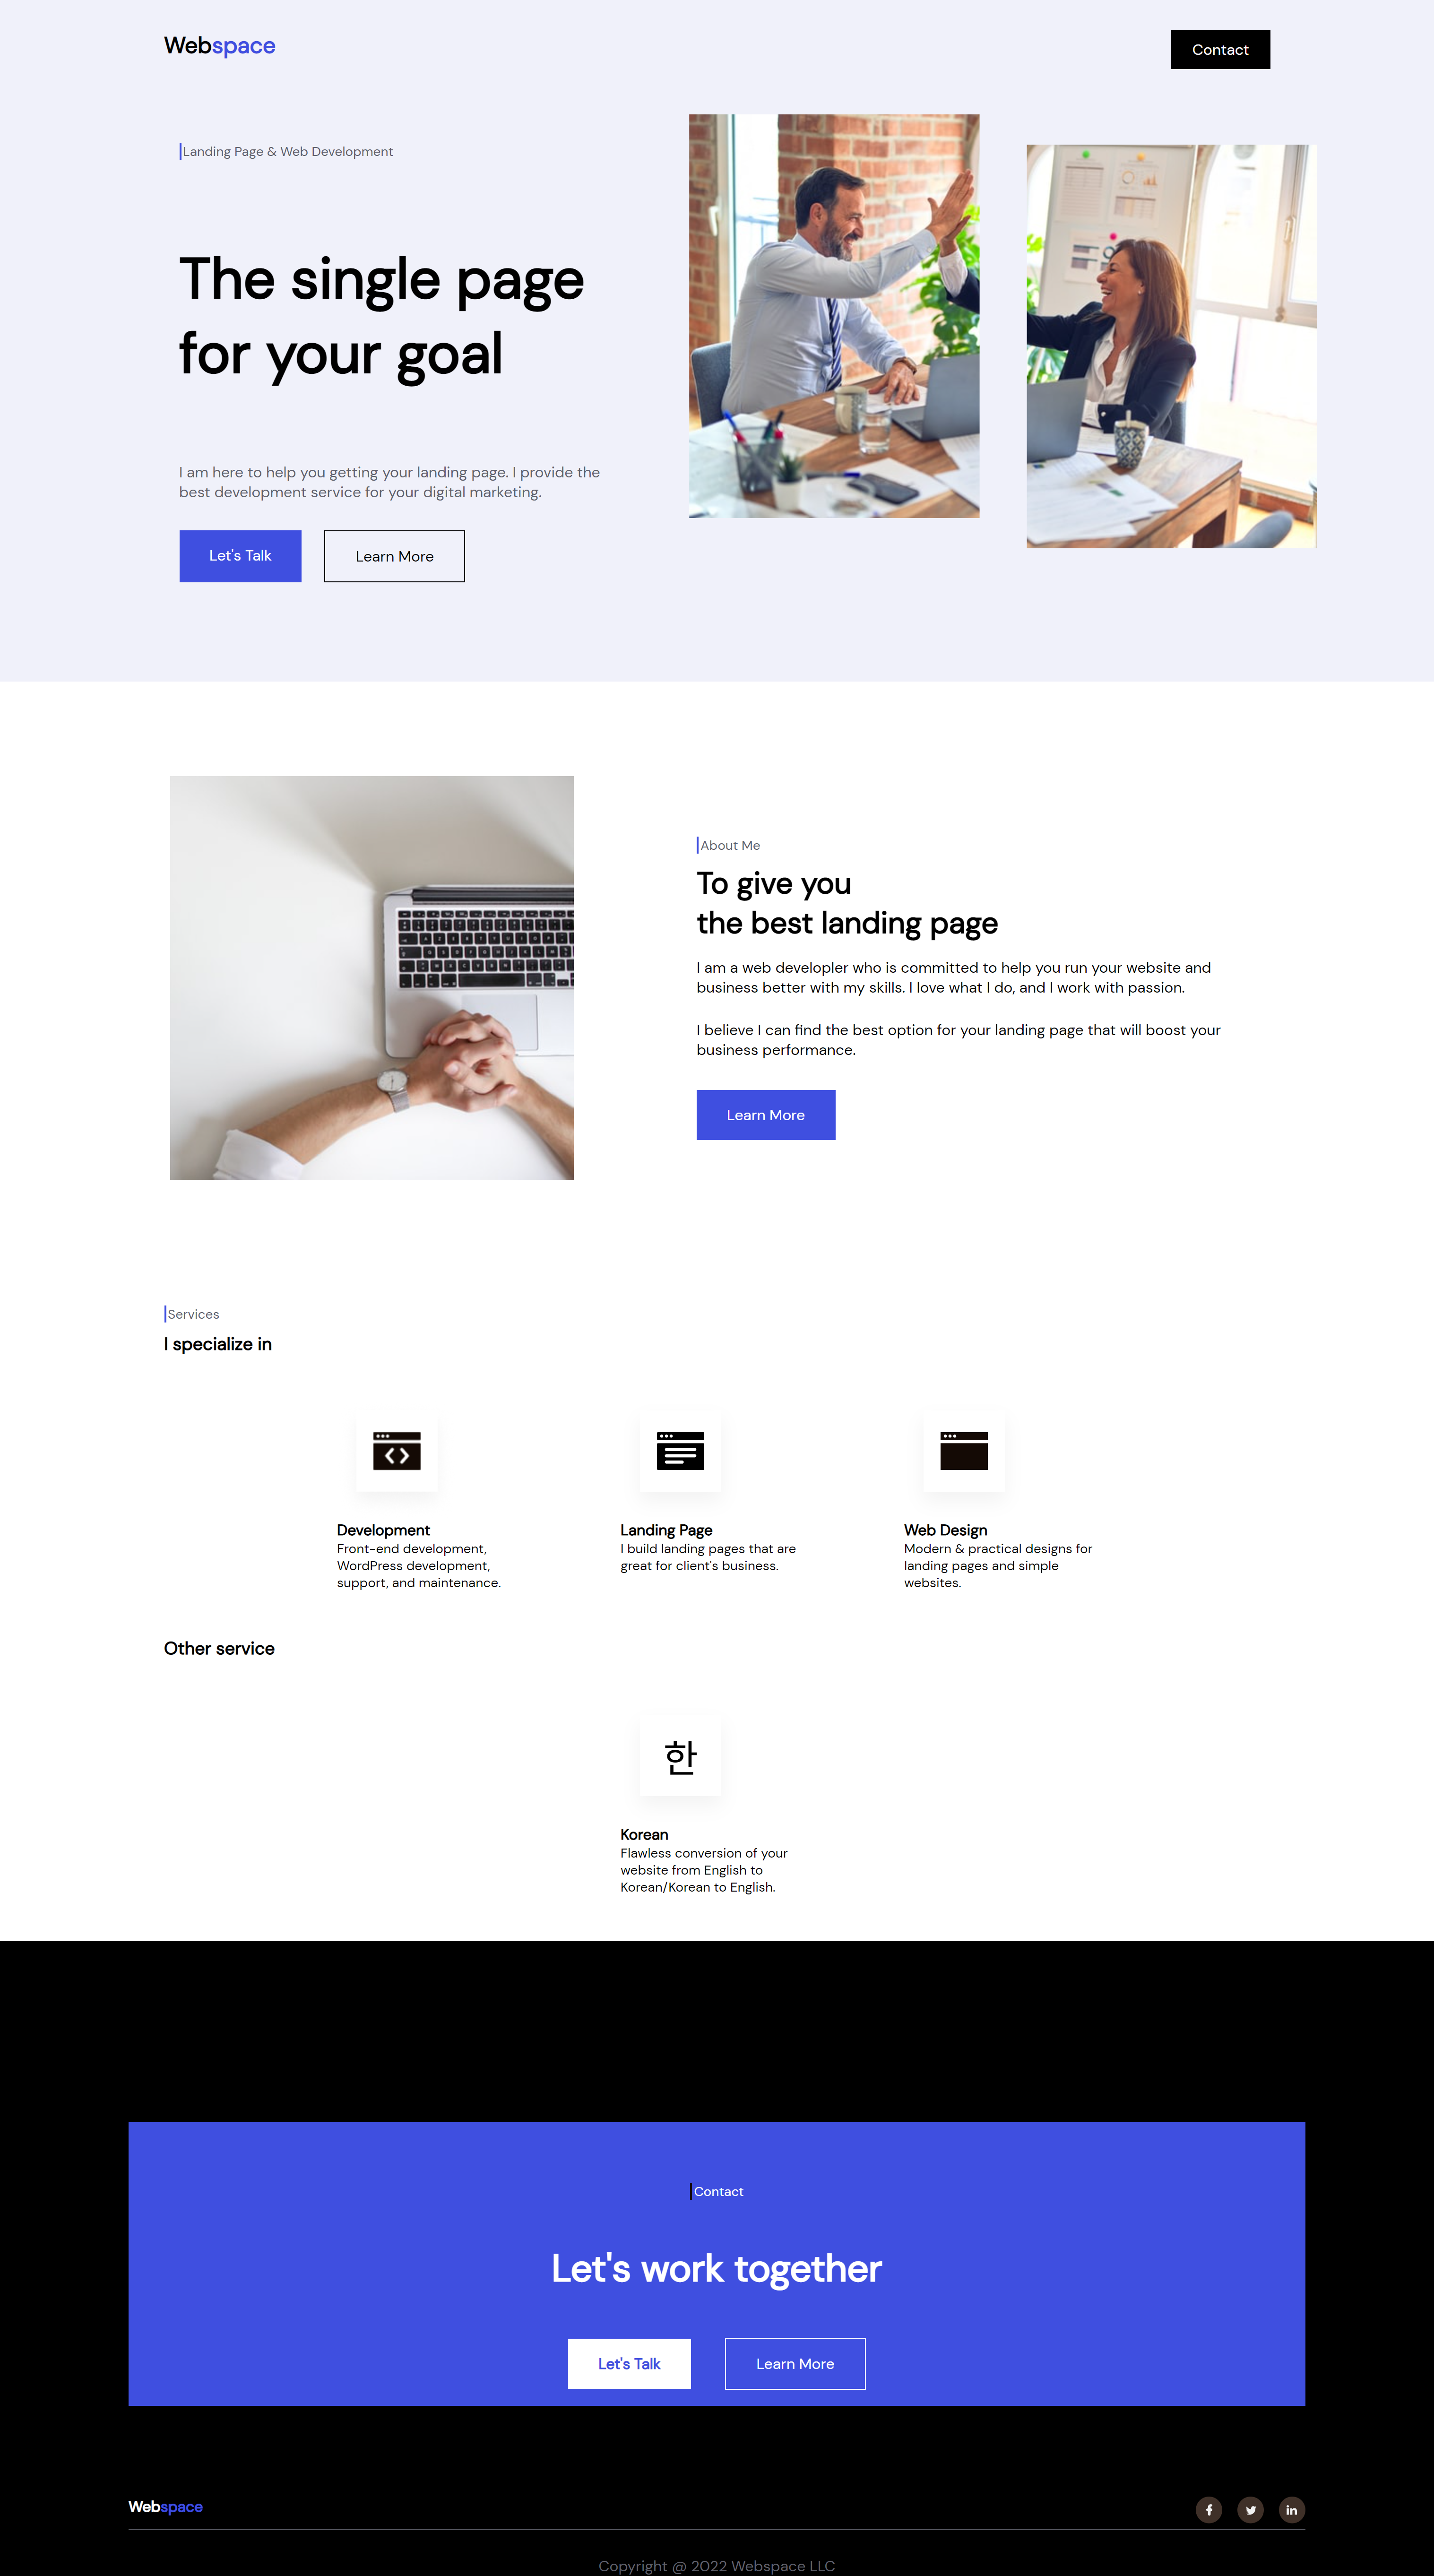 Webspace
Contact
Landing Page & Web Development
The single page
for your goal
I am here to help you getting your landing page. I provide the
best development service for your digital marketing.
Let's Talk
Learn More
About Me
To give you
the best landing page
I am a web developler who is committed to help you run your website and
business better with my skills. I love what I do, and I work with passion.
I believe I can find the best option for your landing page that will boost your
business performance.
Learn More
Services
I specialize in
Development
Front-end development,
WordPress development,
support, and maintenance.
Landing Page
I build landing pages that are
great for client's business.
Web Design
Modern & practical designs for
landing pages and simple
websites.
Other service
한
Korean
Flawless conversion of your
website from English to
Korean/Korean to English.
Contact
Let's work together
Let's Talk
Learn More
Webspace
Copyright @ 2022 Webspace LLC